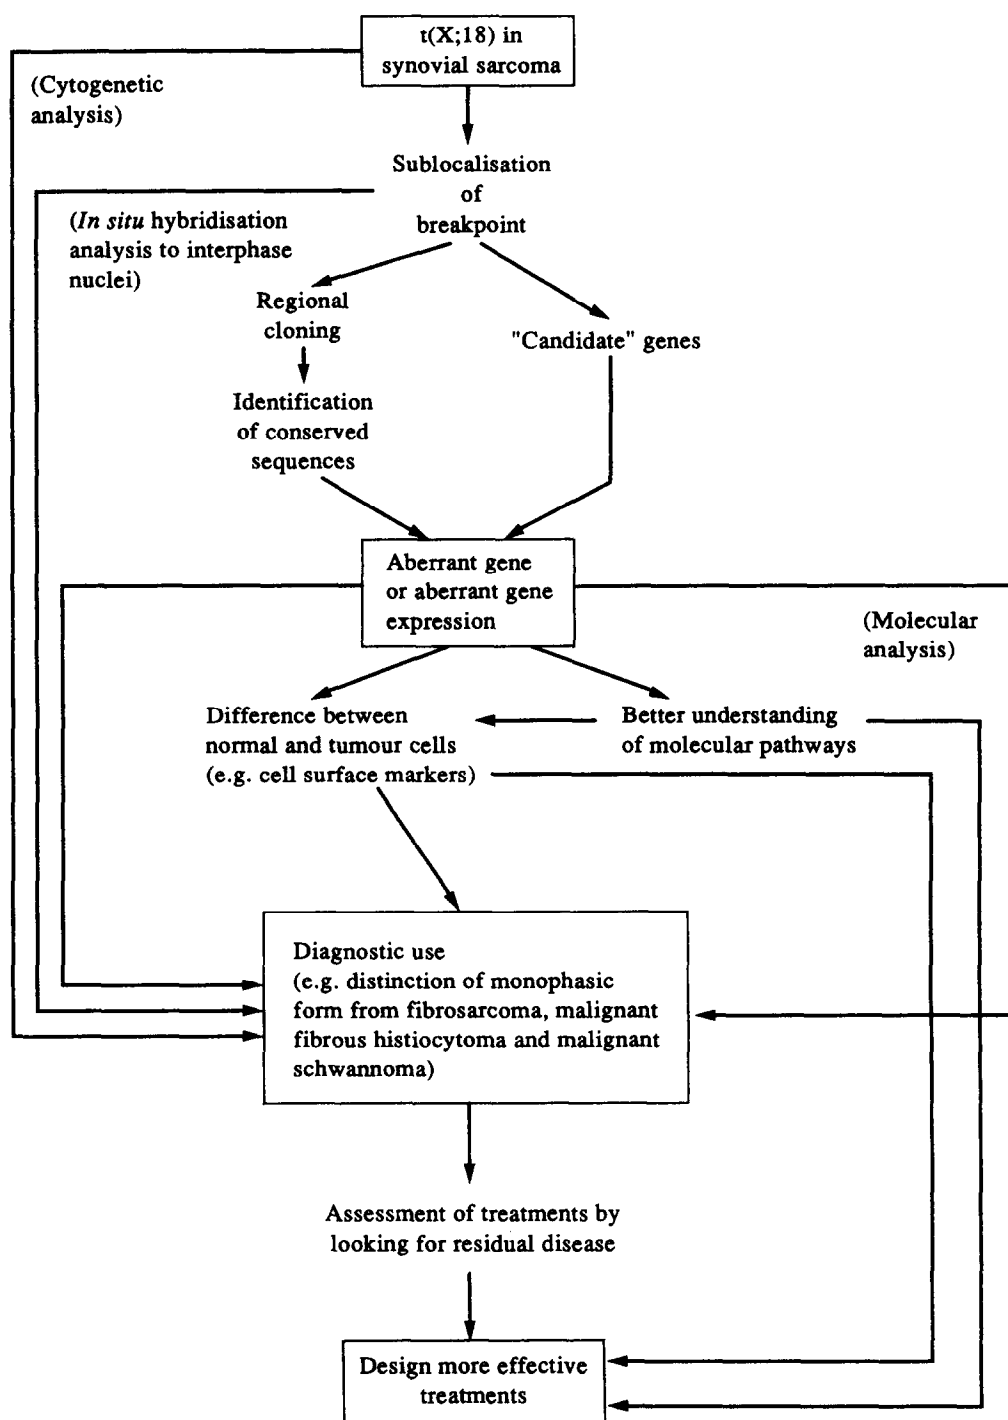 t(X;18) in
synovial sarcoma
(Cytogenetic
analysis)
Sublocalisation
of
breakpoint
(In situ hybridisation
analysis to interphase
nuclei)
Regional
cloning
"Candidate" genes
Identification
of conserved
sequences
Aberrant gene
or aberrant gene
expression
(Molecular
analysis)
Difference between
normal and tumour cells
(e.g. cell surface markers)
Better understanding
of molecular pathways
Diagnostic use
(e.g. distinction of monophasic
form from fibrosarcoma, malignant
fibrous histiocytoma and malignant
schwannoma)
Assessment of treatments by
looking for residual disease
Design more effective
treatments